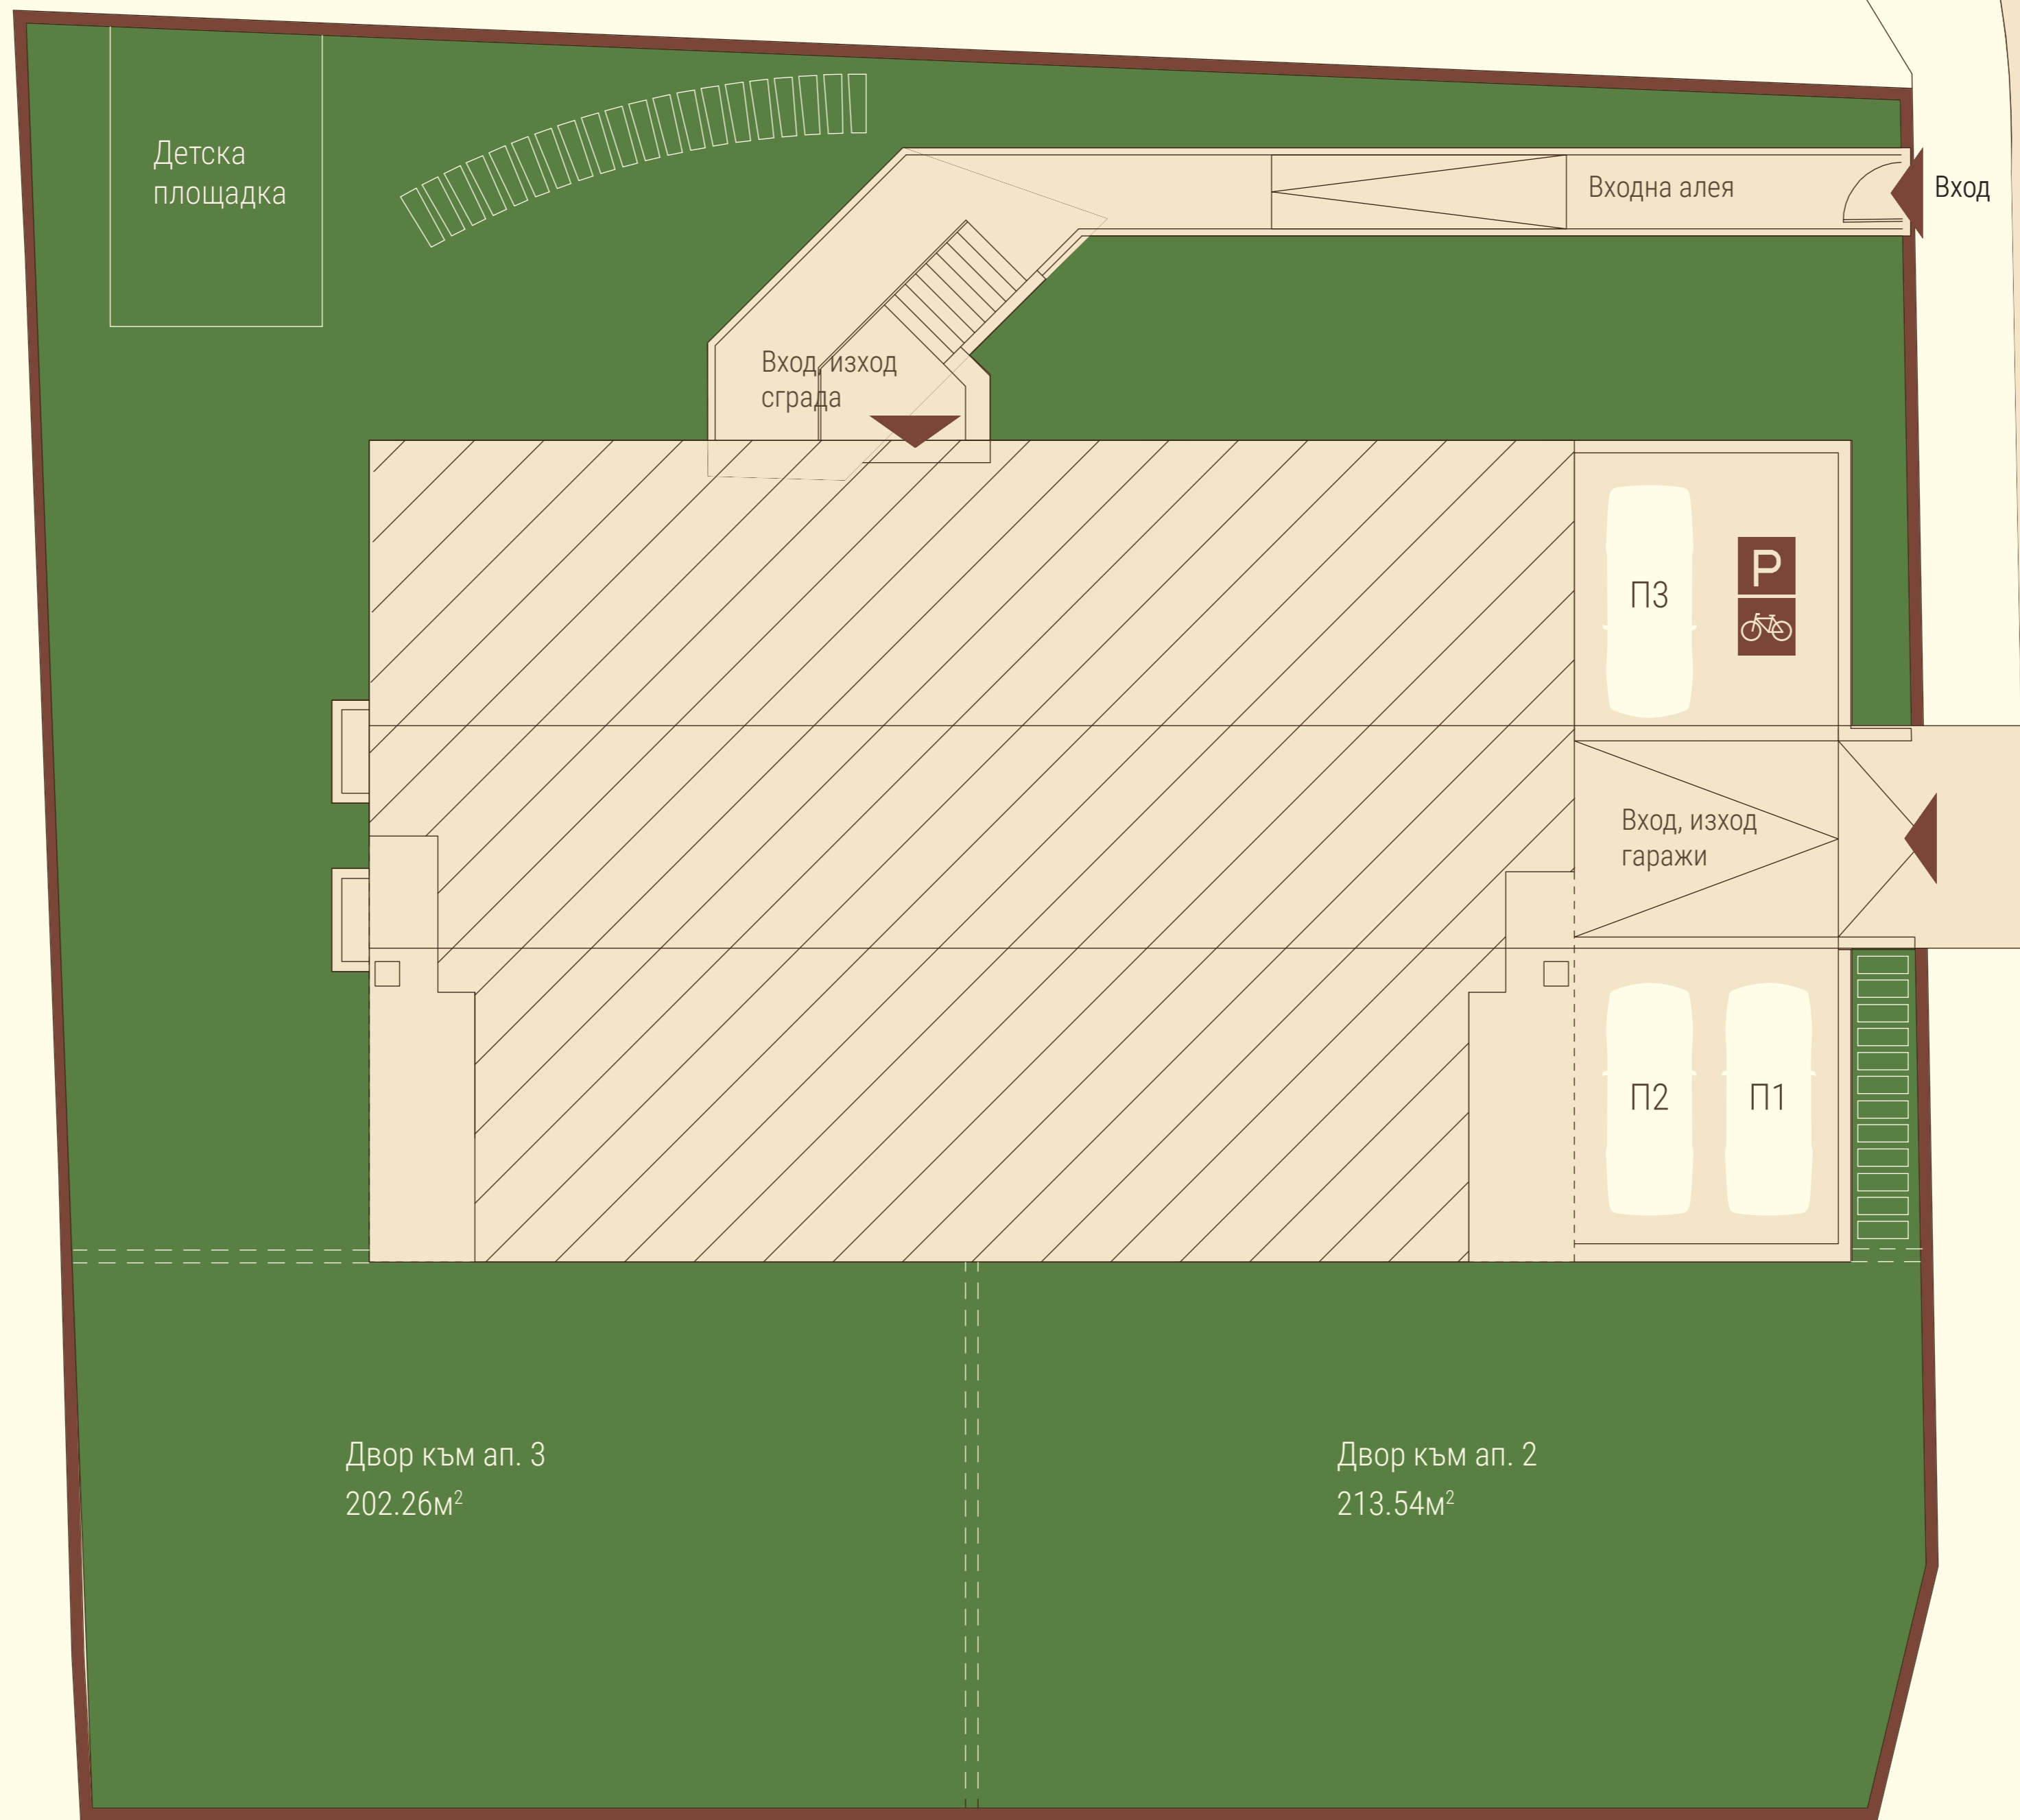 Детска
площадка
Входна алея
Вход
Вход, изход
сграда
P
П3
Вход, изход
гаражи
П2
П1
Двор към ап. 3
202.26м²
Двор към ап. 2
213.54м²